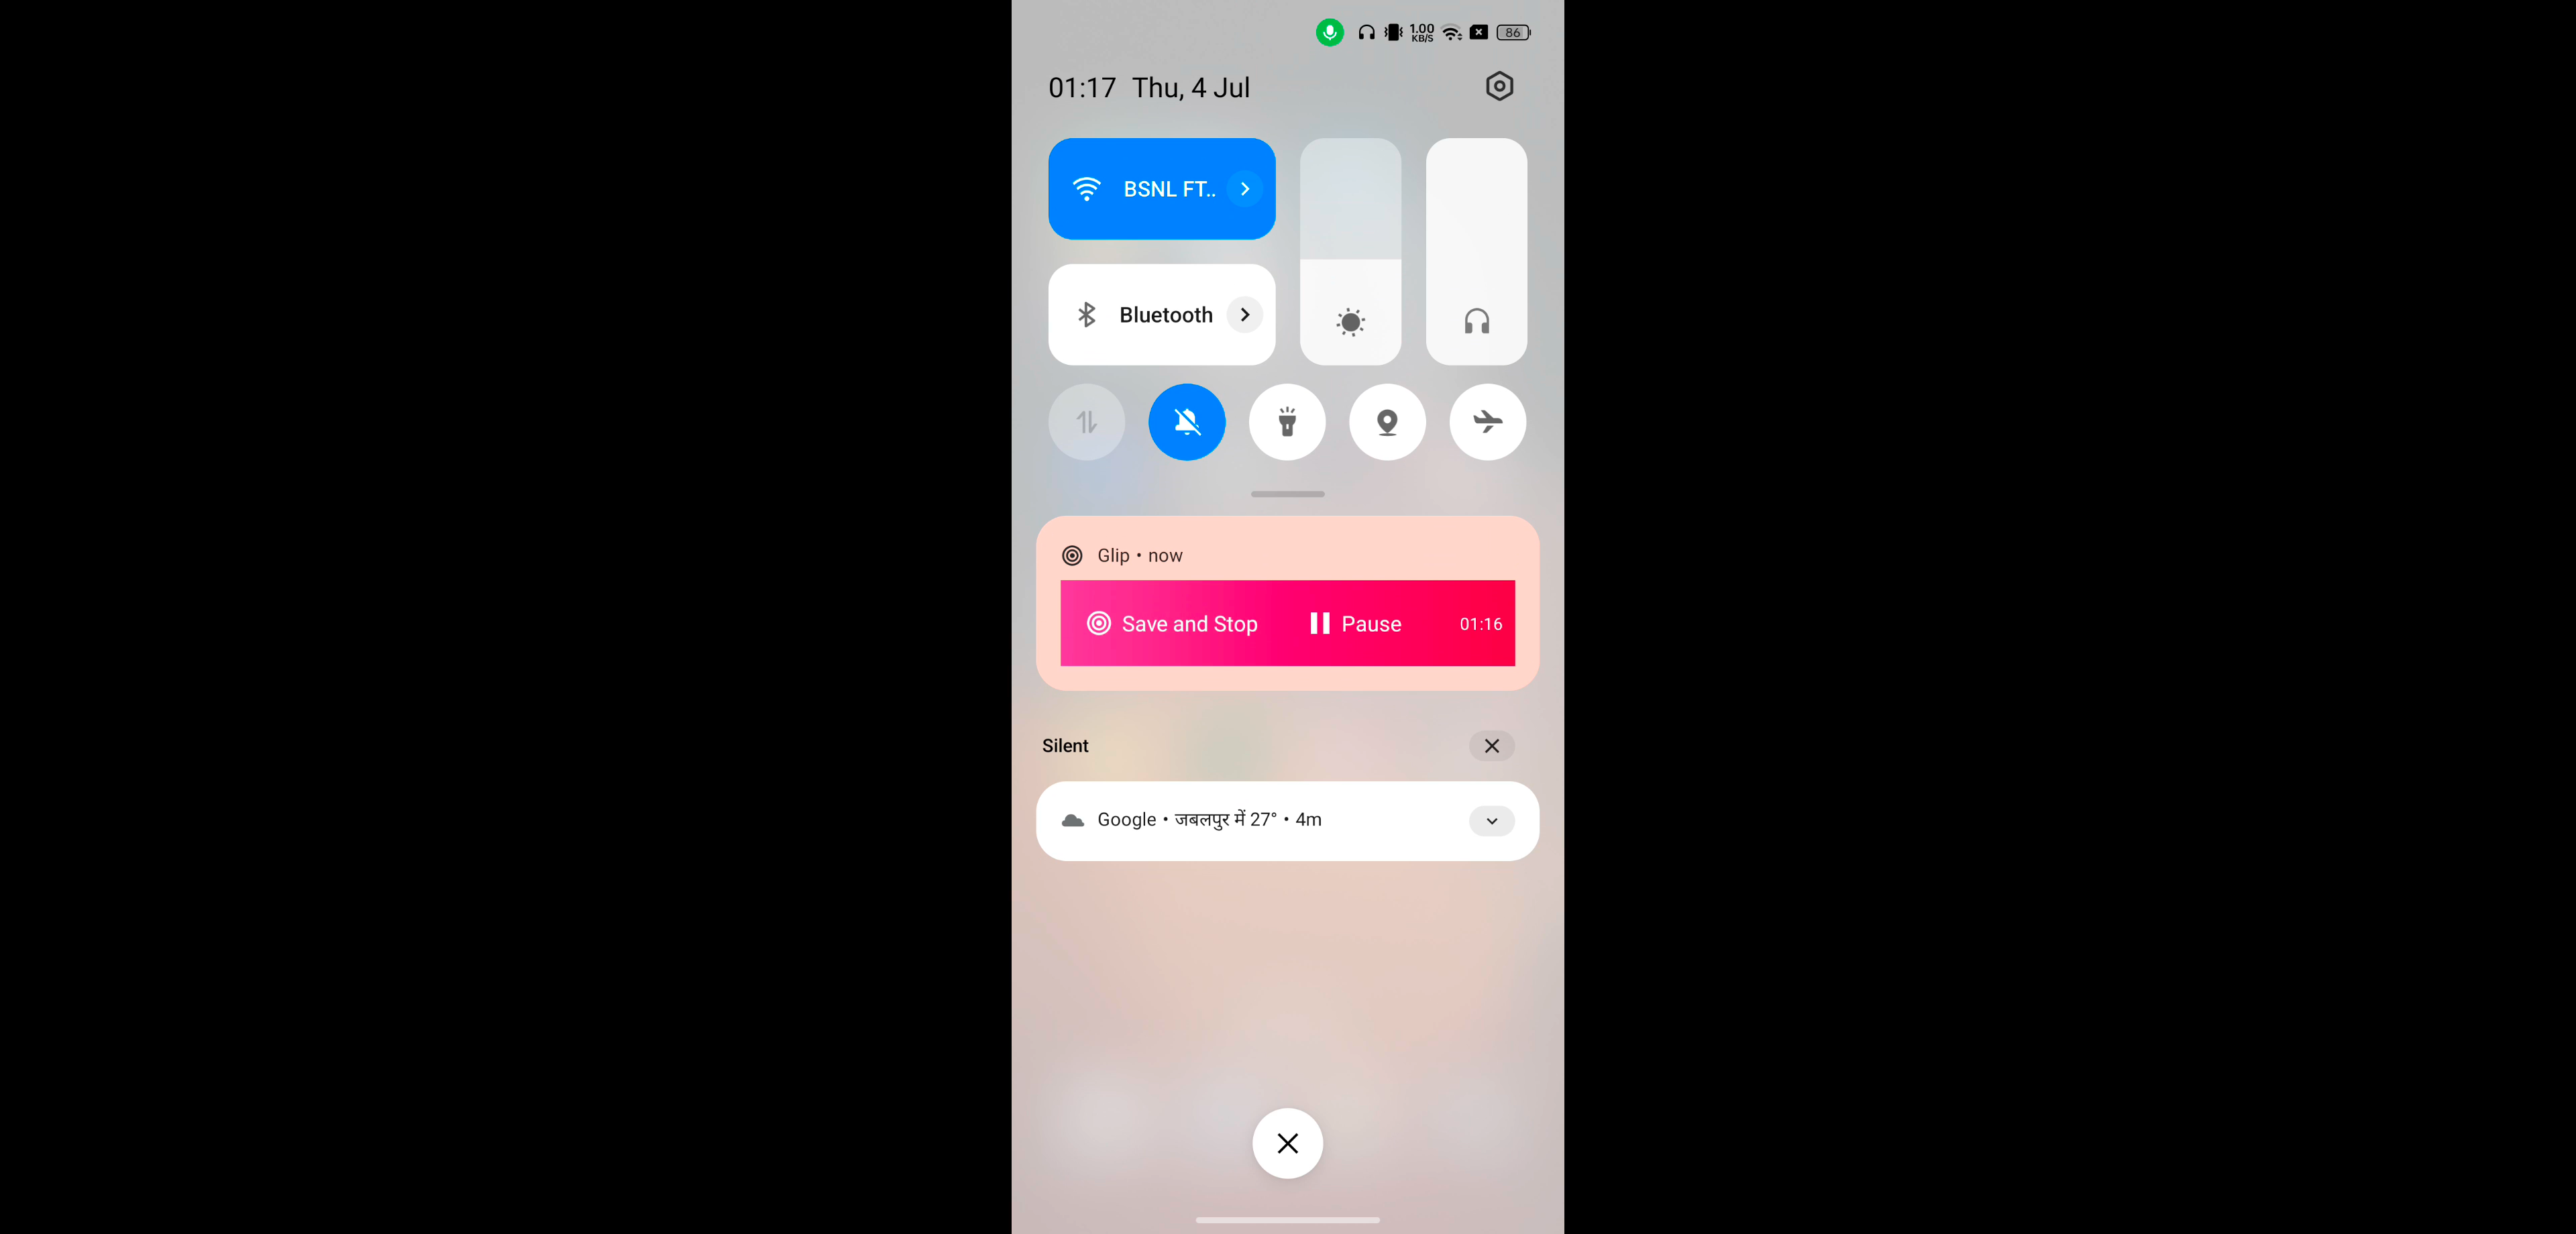 1.00
KB/S
86
01:17 Thu, 4 Jul
BSNL FT..
Bluetooth
Glip • now
Save and Stop Pause 01:16
Silent
Google • जबलपुर में 27° • 4m